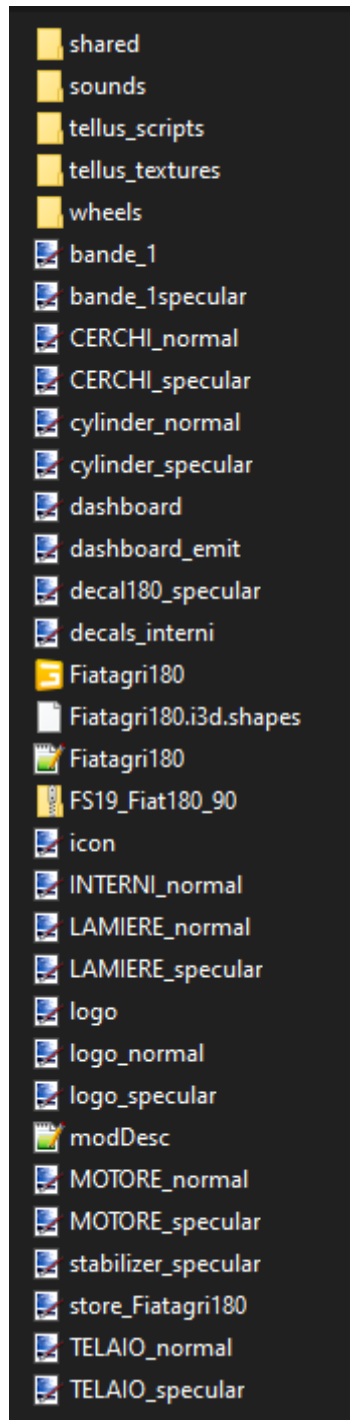 shared
sounds
tellus_scripts
tellus_textures
wheels
bande_1
bande_1specular
CERCHI_normal
CERCHI_specular
cylinder_normal
cylinder_specular
dashboard
dashboard_emit
decal180_specular
decals_interni
Fiatagri180
Fiatagri180.i3d.shapes
Fiatagri180
FS19_Fiat180_90
icon
INTERNI_normal
LAMIERE_normal
LAMIERE_specular
logo
logo_normal
logo_specular
modDesc
MOTORE_normal
MOTORE_specular
stabilizer_specular
store_Fiatagri180
TELAIO_normal
TELAIO_specular